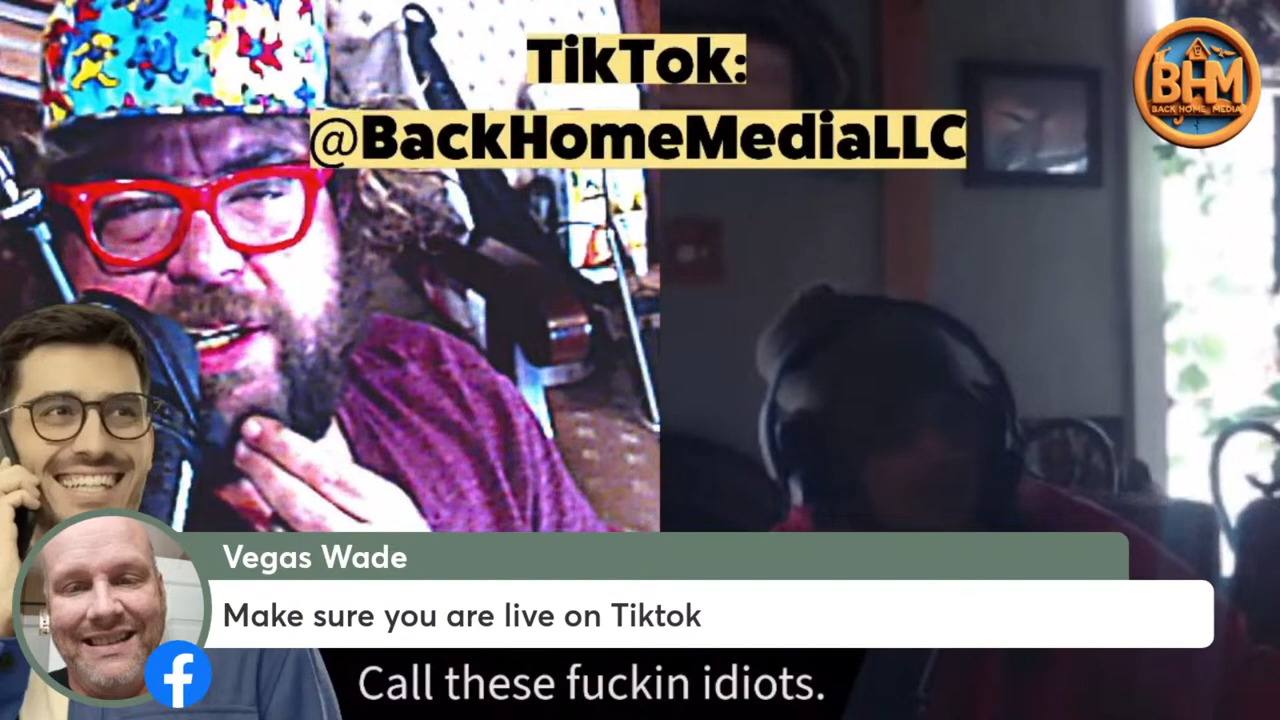 TikTok:
@BackHomeMediaLLC
BHM
BACK HOME MEDIA
Vegas Wade
Make sure you are live on Tiktok
Call these fuckin idiots.